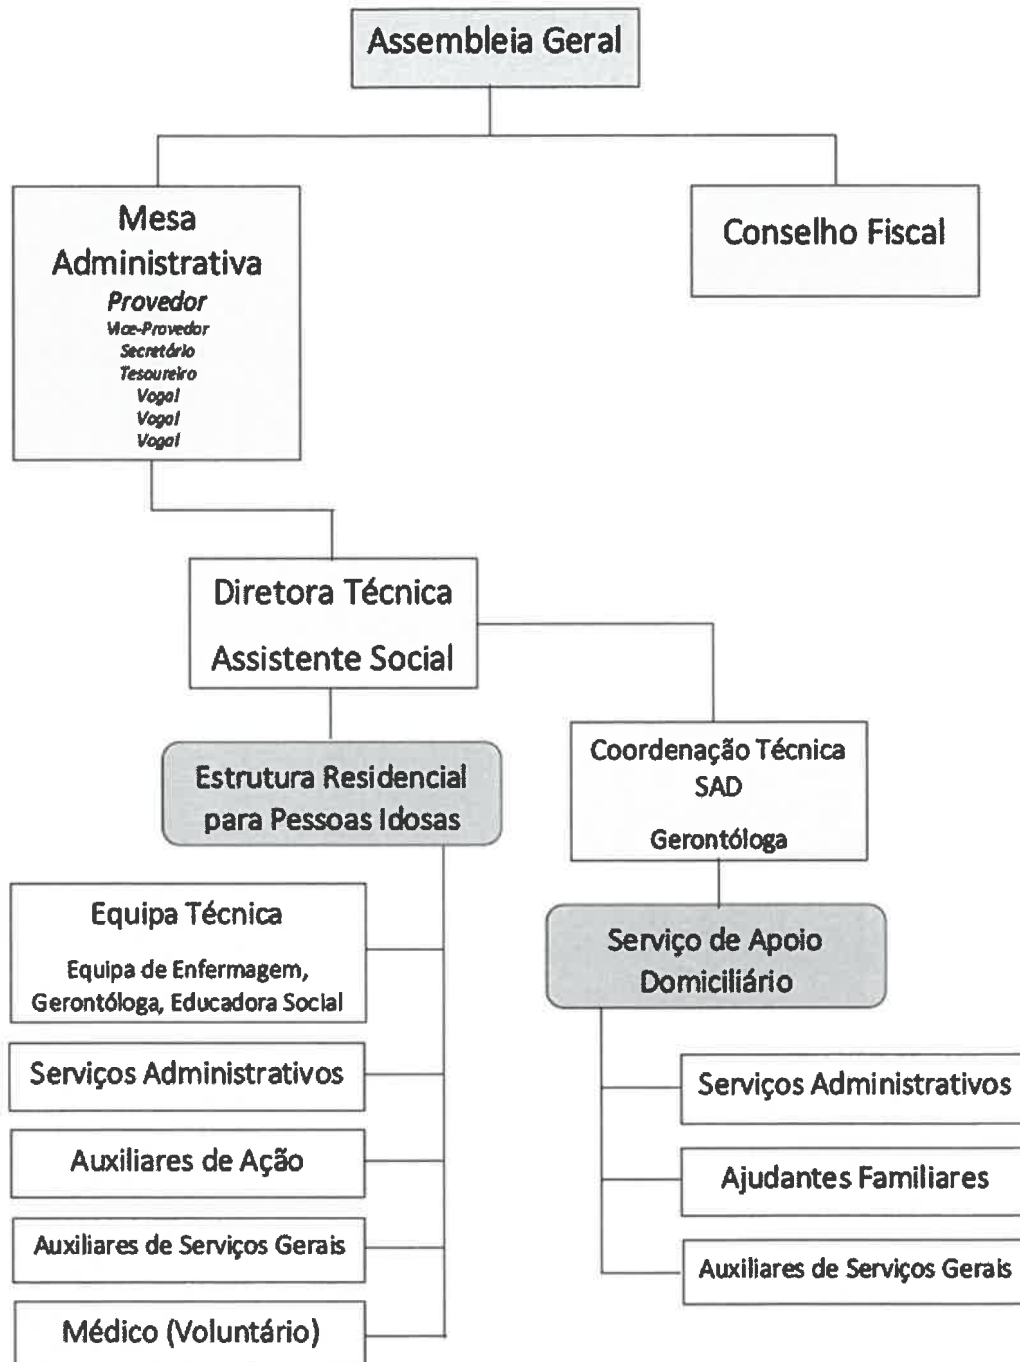 Assembleia Geral
Mesa
Administrativa
Provedor
Vice-Provedor
Secretário
Tesoureiro
Vogal
Vogal
Vogal
Conselho Fiscal
Diretora Técnica
Assistente Social
Estrutura Residencial
para Pessoas Idosas
Coordenação Técnica
SAD
Gerontóloga
Equipa Técnica
Equipa de Enfermagem,
Gerontóloga, Educadora Social
Serviços Administrativos
Auxiliares de Ação
Auxiliares de Serviços Gerais
Médico (Voluntário)
Serviço de Apoio
Domiciliário
Serviços Administrativos
Ajudantes Familiares
Auxiliares de Serviços Gerais